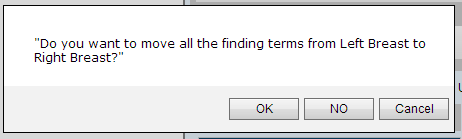 "Do you want to move all the finding terms from Left Breast to
Right Breast?"
OK
NO
Cancel